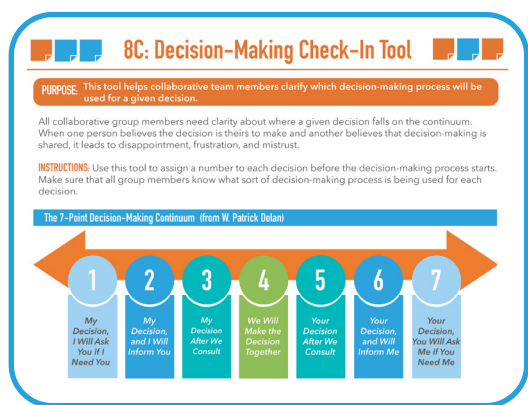 8C: Decision-Making Check-In Tool
PURPOSE: This tool helps collaborative team members clarify which decision-making process will be
used for a given decision.
All collaborative group members need clarity about where a given decision falls on the continuum.
When one person believes the decision is theirs to make and another believes that decision-making is
shared, it leads to disappointment, frustration, and mistrust.
INSTRUCTIONS: Use this tool to assign a number to each decision before the decision-making process starts.
Make sure that all group members know what sort of decision-making process is being used for each
decision.
The 7-Point Decision-Making Continuum (from W. Patrick Dolan)
1
My
Decision,
I Will Ask
You if I
Need You
2
My
Decision,
and I Will
Inform You
3
My
Decision
After We
Consult
4
We Will
Make the
Decision
Together
5
Your
Decision
After We
Consult
6
Your
Decision,
and Will
Inform Me
7
Your
Decision,
You Will Ask
Me if You
Need Me